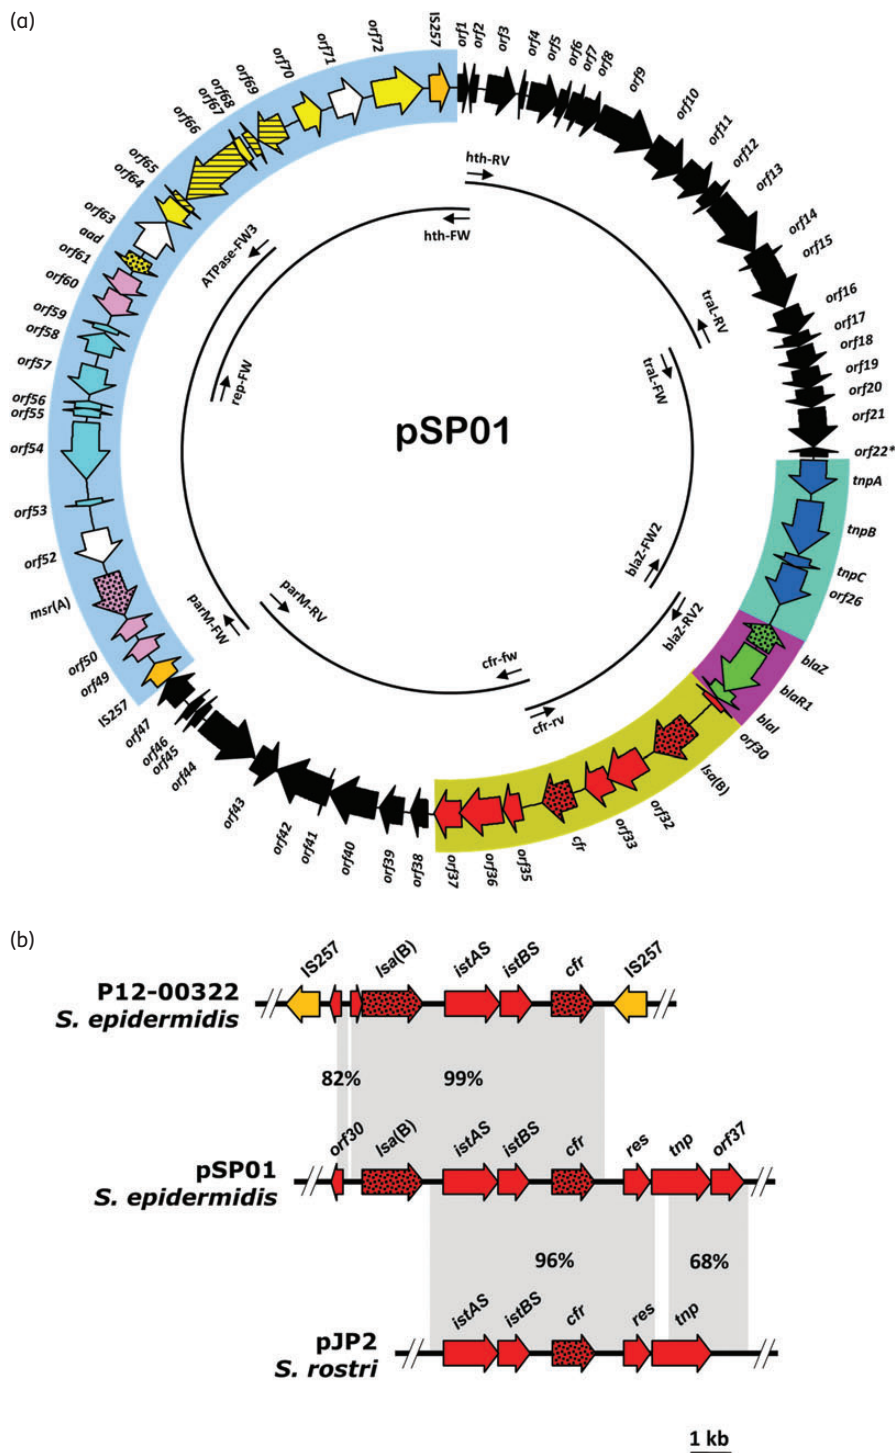 (a)
IS257
orf1
orf2
orf3
orf4
orf5
orf6
orf7
orf8
orf9
orf10
orf11
orf12
orf13
orf14
orf15
orf16
orf17
orf18
orf19
orf20
orf21
orf22*
tnpA
tnpB
tnpC
orf26
blaZ
blaR1
blaI
orf30
lsa(B)
orf32
orf33
cfr
orf35
orf36
orf37
orf38
orf39
orf40
orf41
orf42
orf43
orf44
orf45
orf46
orf47
IS257
orf49
orf50
msr(A)
orf52
orf53
orf54
orf55
orf56
orf57
orf58
orf59
orf60
orf61
aad
orf63
orf64
orf65
orf66
orf67
orf68
orf69
orf70
orf71
orf72
hth-RV
hth-FW
traL-RV
traL-FW
blaZ-FW2
blaZ-RV2
cfr-rv
cfr-fw
parM-RV
parM-FW
rep-FW
ATPase-FW3
pSP01
(b)
IS257 lsa(B) istAS istBS cfr IS257
P12-00322
S. epidermidis
82% 99%
orf30 lsa(B) istAS istBS cfr res tnp orf37
pSP01
S. epidermidis
96% 68%
istAS istBS cfr res tnp
pJP2
S. rostri
1 kb